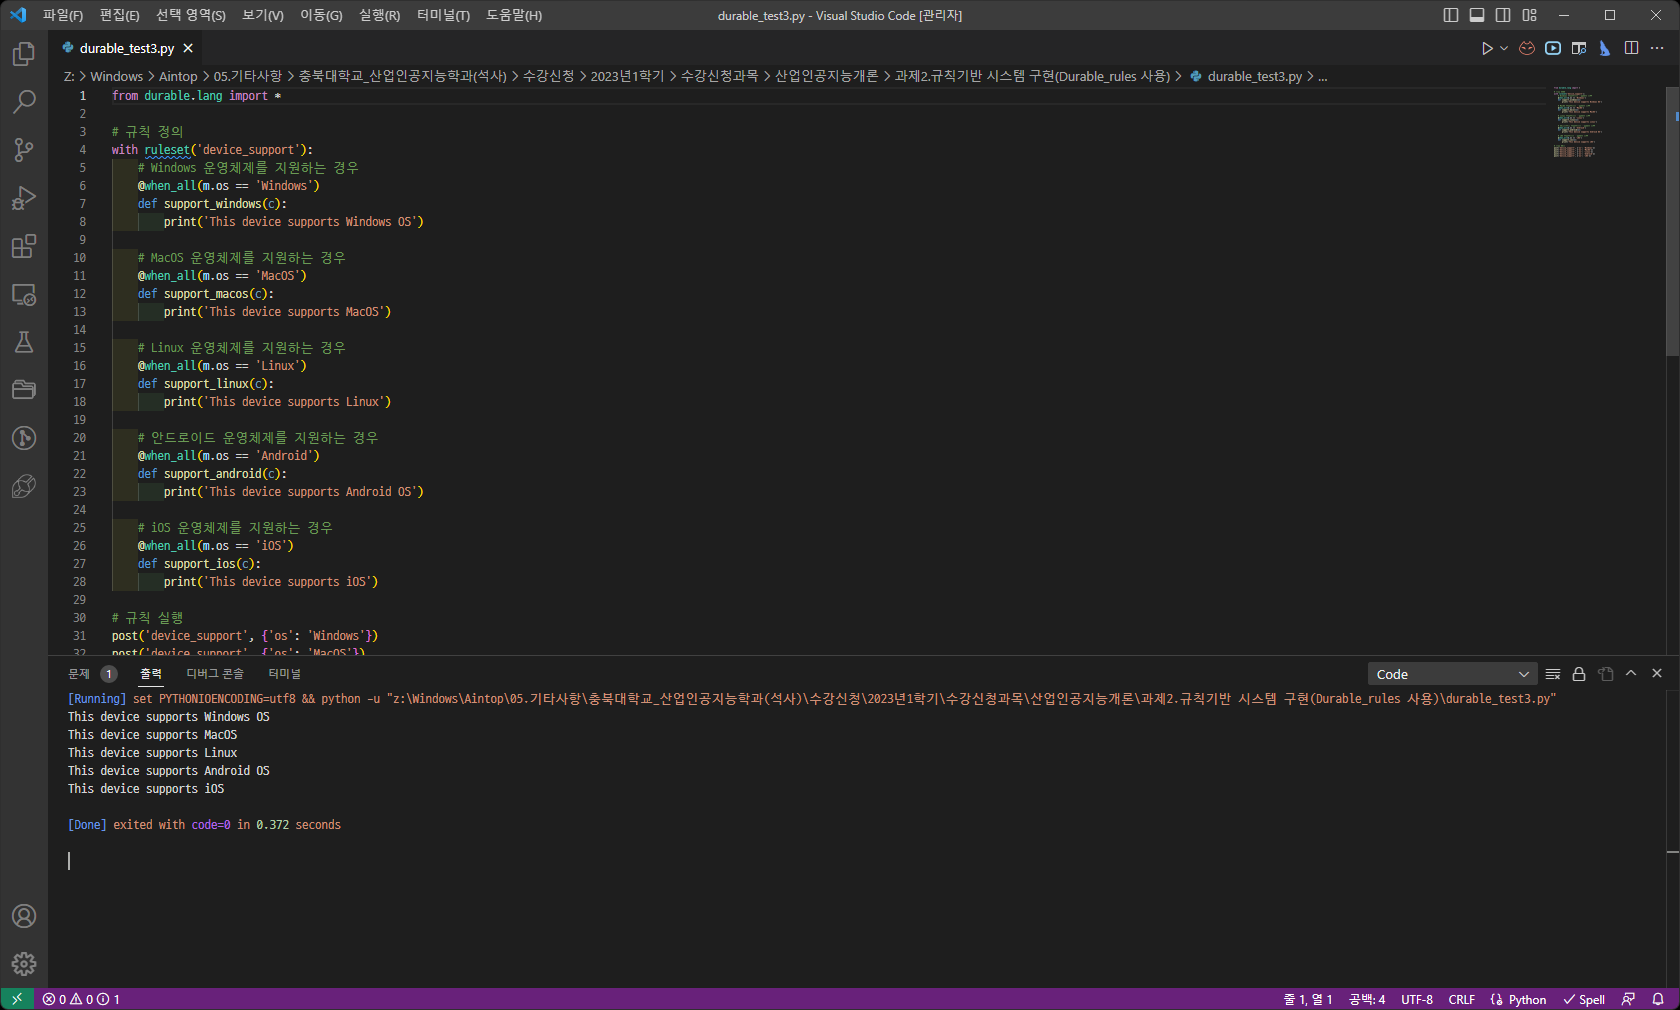 파일(F) 편집(E) 선택 영역(S) 보기(V) 이동(G) 실행(R) 터미널(T) 도움말(H)
durable_test3.py - Visual Studio Code [관리자]
durable_test3.py
Z: > Windows > Aintop > 05.기타사항 > 충북대학교_산업인공지능학과(석사) > 수강신청 > 2023년1학기 > 수강신청과목 > 산업인공지능개론 > 과제2.규칙기반 시스템 구현(Durable_rules 사용) > durable_test3.py > ...
1 from durable.lang import *
2
3 # 규칙 정의
4 with ruleset('device_support'):
5     # Windows 운영체제를 지원하는 경우
6     @when_all(m.os == 'Windows')
7     def support_windows(c):
8         print('This device supports Windows OS')
9
10     # MacOS 운영체제를 지원하는 경우
11     @when_all(m.os == 'MacOS')
12     def support_macos(c):
13         print('This device supports MacOS')
14
15     # Linux 운영체제를 지원하는 경우
16     @when_all(m.os == 'Linux')
17     def support_linux(c):
18         print('This device supports Linux')
19
20     # 안드로이드 운영체제를 지원하는 경우
21     @when_all(m.os == 'Android')
22     def support_android(c):
23         print('This device supports Android OS')
24
25     # iOS 운영체제를 지원하는 경우
26     @when_all(m.os == 'iOS')
27     def support_ios(c):
28         print('This device supports iOS')
29
30 # 규칙 실행
31 post('device_support', {'os': 'Windows'})
32 post('device_support', {'os': 'MacOS'})
문제 1 출력 디버그 콘솔 터미널 Code
[Running] set PYTHONIOENCODING=utf8 && python -u "z:\Windows\Aintop\05.기타사항\충북대학교_산업인공지능학과(석사)\수강신청\2023년1학기\수강신청과목\산업인공지능개론\과제2.규칙기반 시스템 구현(Durable_rules 사용)\durable_test3.py"
This device supports Windows OS
This device supports MacOS
This device supports Linux
This device supports Android OS
This device supports iOS
[Done] exited with code=0 in 0.372 seconds
0 0 1 줄 1, 열 1 공백: 4 UTF-8 CRLF Python Spell